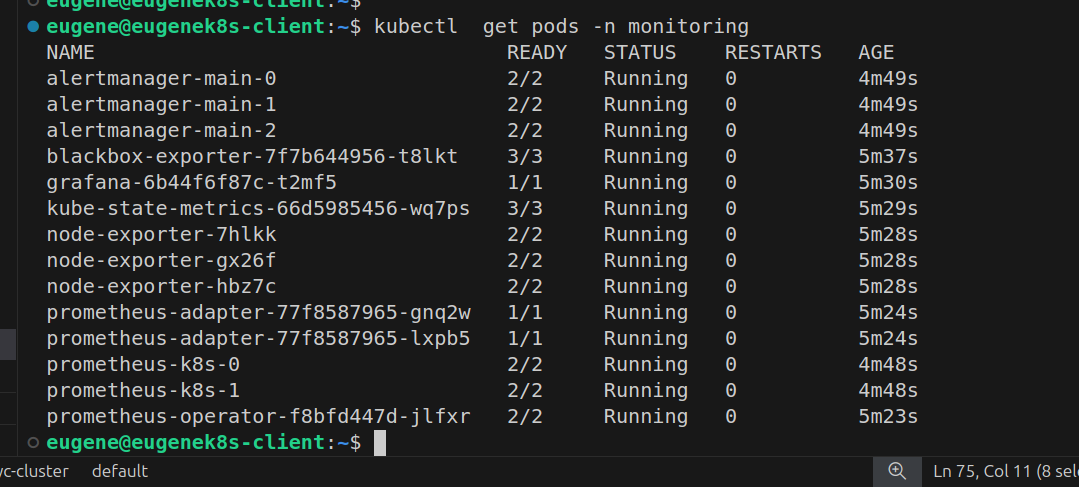 eugene@eugenek8s-client:~$
eugene@eugenek8s-client:~$ kubectl  get pods -n monitoring
NAME                                   READY   STATUS    RESTARTS   AGE
alertmanager-main-0                    2/2     Running   0          4m49s
alertmanager-main-1                    2/2     Running   0          4m49s
alertmanager-main-2                    2/2     Running   0          4m49s
blackbox-exporter-7f7b644956-t8lkt     3/3     Running   0          5m37s
grafana-6b44f6f87c-t2mf5               1/1     Running   0          5m30s
kube-state-metrics-66d5985456-wq7ps    3/3     Running   0          5m29s
node-exporter-7hlkk                    2/2     Running   0          5m28s
node-exporter-gx26f                    2/2     Running   0          5m28s
node-exporter-hbz7c                    2/2     Running   0          5m28s
prometheus-adapter-77f8587965-gnq2w    1/1     Running   0          5m24s
prometheus-adapter-77f8587965-lxpb5    1/1     Running   0          5m24s
prometheus-k8s-0                       2/2     Running   0          4m48s
prometheus-k8s-1                       2/2     Running   0          4m48s
prometheus-operator-f8bfd447d-jlfxr    2/2     Running   0          5m23s
eugene@eugenek8s-client:~$
c-cluster default Ln 75, Col 11 (8 sele